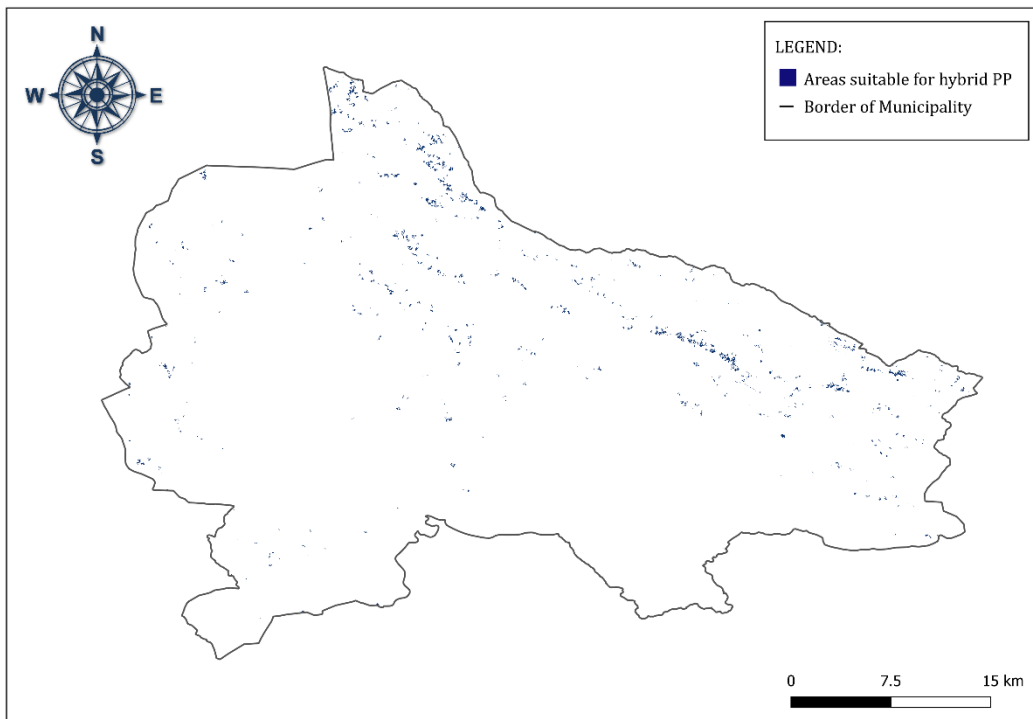 N
W E
S
LEGEND:
Areas suitable for hybrid PP
Border of Municipality
0 7.5 15 km